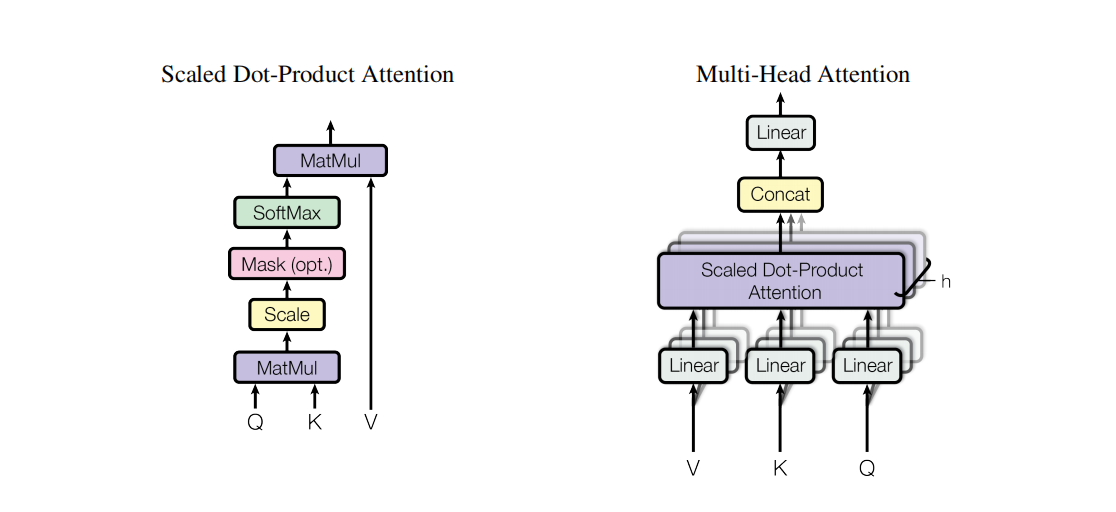 Scaled Dot-Product Attention
MatMul
SoftMax
Mask (opt.)
Scale
MatMul
Q K V
Multi-Head Attention
Linear
Concat
Scaled Dot-Product
Attention
h
Linear Linear Linear
V K Q